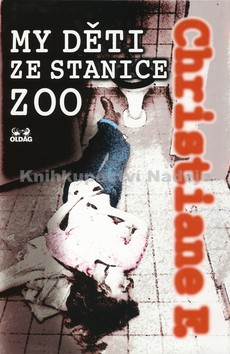 MY DĚTI
ZE STANICE
ZOO
Christiane F.
OLDAG